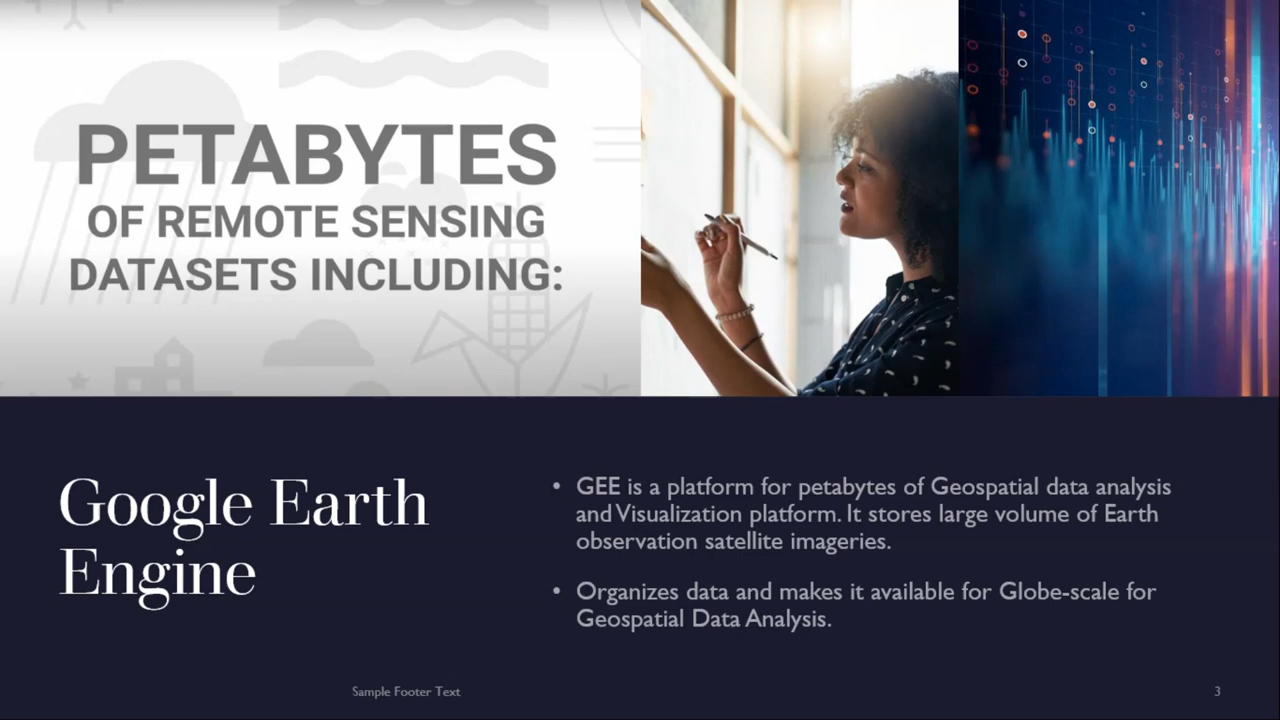 PETABYTES
OF REMOTE SENSING
DATASETS INCLUDING:
Google Earth
Engine
• GEE is a platform for petabytes of Geospatial data analysis
and Visualization platform. It stores large volume of Earth
observation satellite imageries.
• Organizes data and makes it available for Globe-scale for
Geospatial Data Analysis.
Sample Footer Text
3